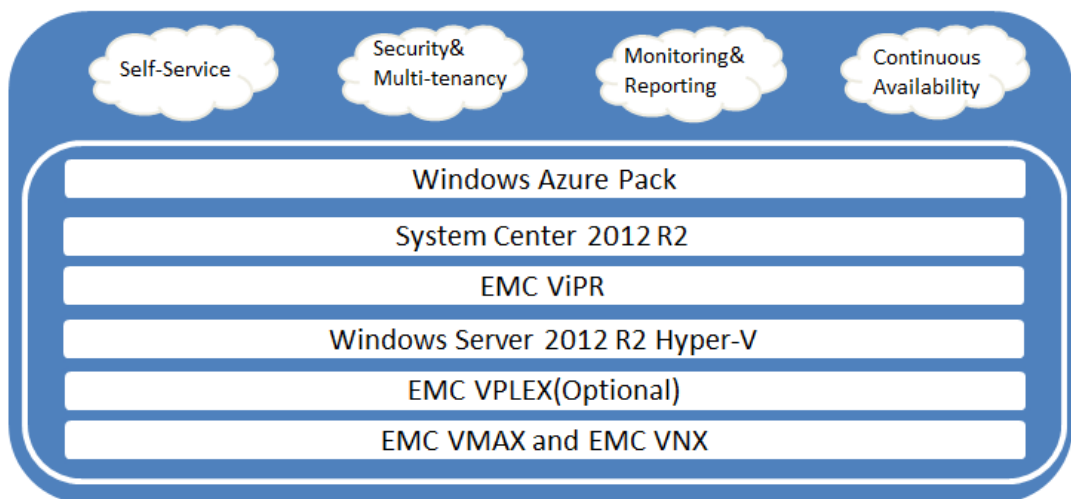 Self-Service
Security&
Multi-tenancy
Monitoring&
Reporting
Continuous
Availability
Windows Azure Pack
System Center 2012 R2
EMC ViPR
Windows Server 2012 R2 Hyper-V
EMC VPLEX(Optional)
EMC VMAX and EMC VNX